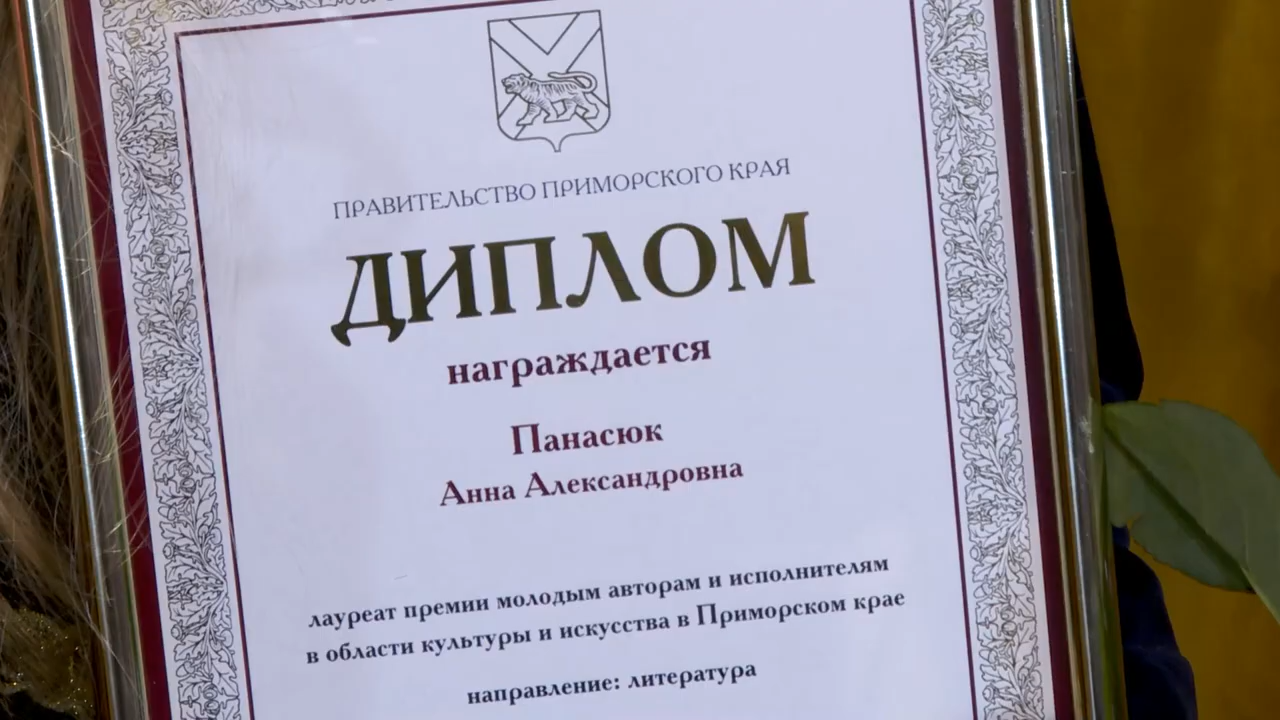 ПРАВИТЕЛЬСТВО ПРИМОРСКОГО КРАЯ
ДИПЛОМ
награждается
Панасюк
Анна Александровна
лауреат премии молодым авторам и исполнителям
в области культуры и искусства в Приморском крае
направление: литература